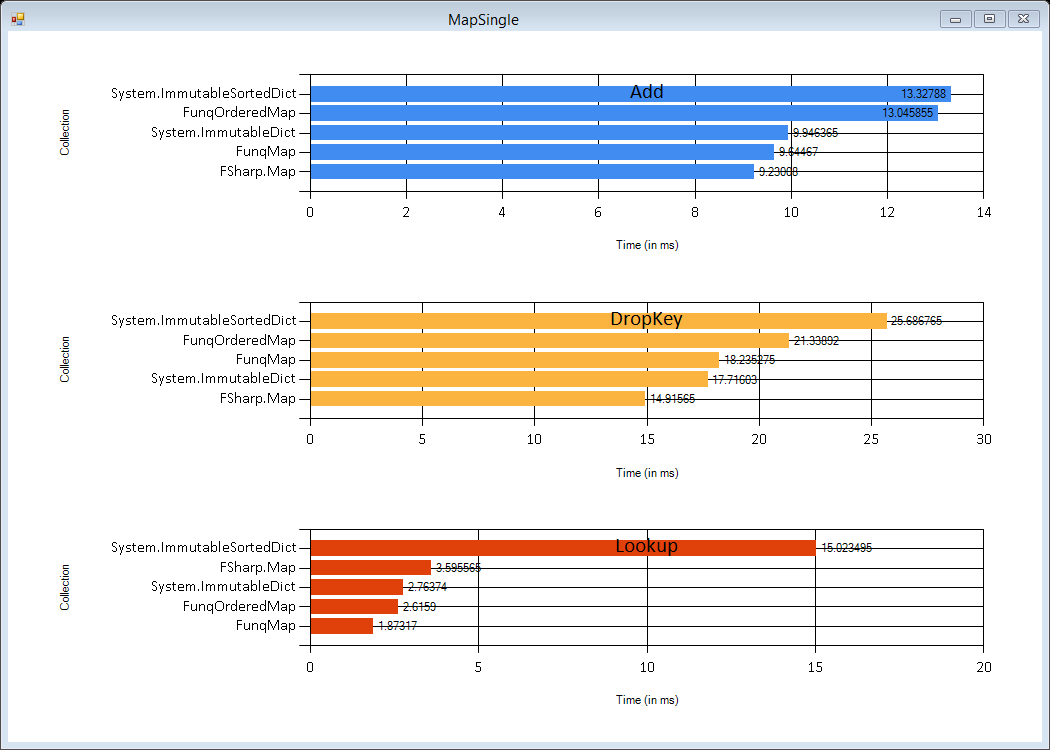 MapSingle
Add
Collection
System.ImmutableSortedDict 13.32788
FunqOrderedMap 13.045855
System.ImmutableDict 9.946365
FunqMap 9.64467
FSharp.Map 9.23008
0 2 4 6 8 10 12 14
Time (in ms)
DropKey
Collection
System.ImmutableSortedDict 25.686765
FunqOrderedMap 21.33892
FunqMap 18.235275
System.ImmutableDict 17.71603
FSharp.Map 14.91565
0 5 10 15 20 25 30
Time (in ms)
Lookup
Collection
System.ImmutableSortedDict 15.023495
FSharp.Map 3.595565
System.ImmutableDict 2.76374
FunqOrderedMap 2.6159
FunqMap 1.87317
0 5 10 15 20
Time (in ms)